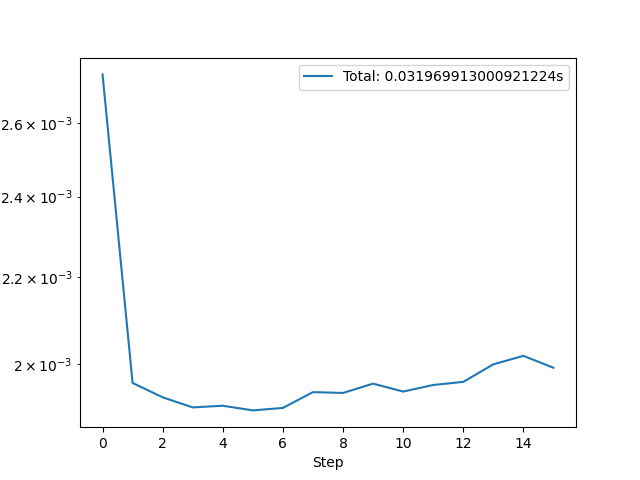 Total: 0.031969913000921224s
2.6 × 10⁻³
2.4 × 10⁻³
2.2 × 10⁻³
2 × 10⁻³
0 2 4 6 8 10 12 14
Step